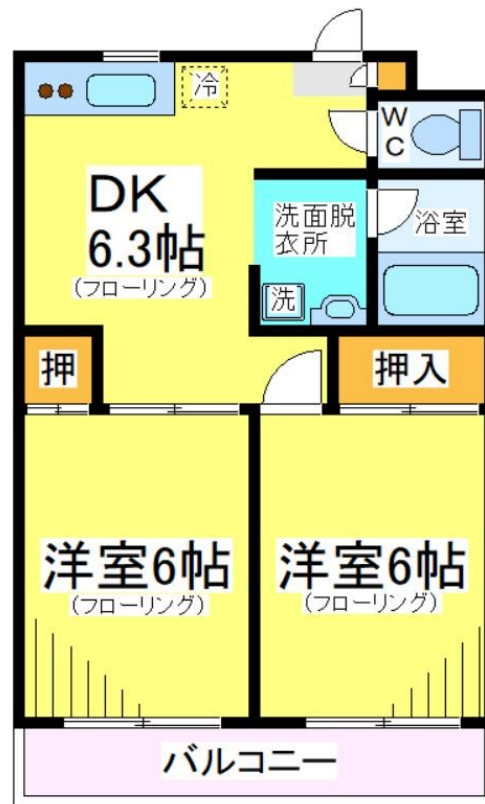 冷
WC
DK
6.3帖
(フローリング)
洗面脱
衣所
浴室
洗
押
押入
洋室6帖
(フローリング)
洋室6帖
(フローリング)
バルコニー